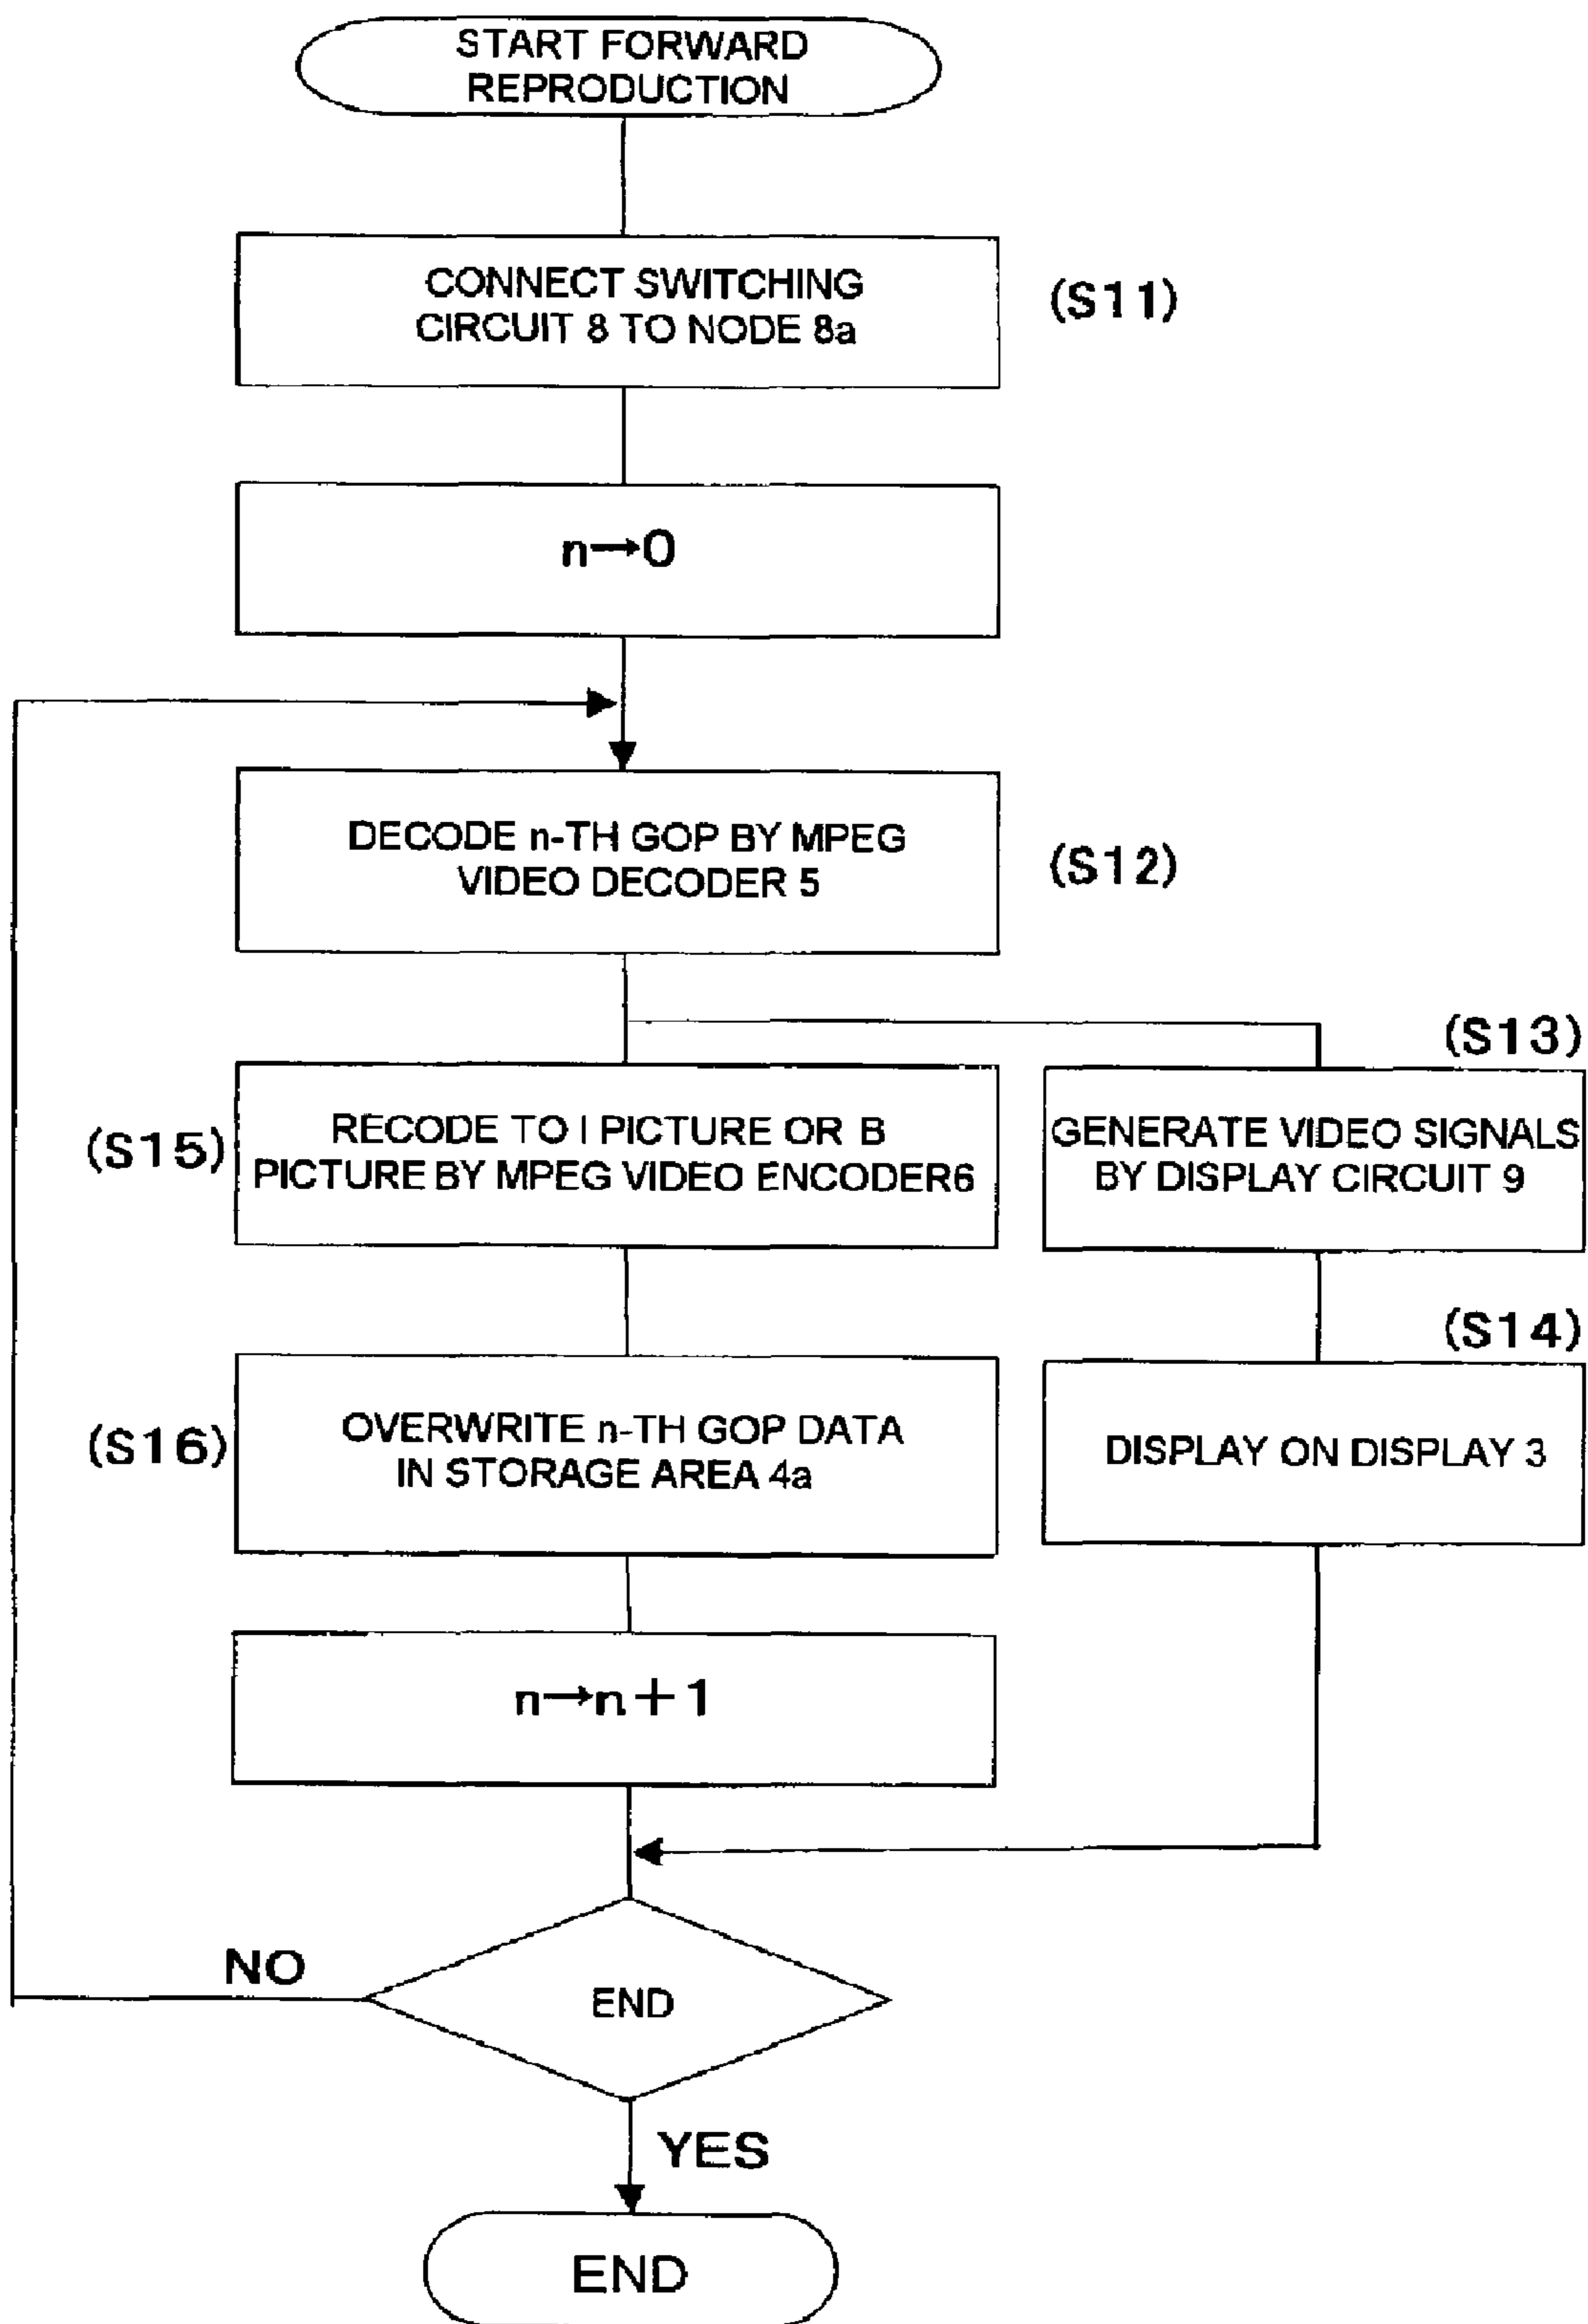 START FORWARD
REPRODUCTION
CONNECT SWITCHING
CIRCUIT 8 TO NODE 8a
(S11)
n→0
DECODE n-TH GOP BY MPEG
VIDEO DECODER 5
(S12)
(S13)
GENERATE VIDEO SIGNALS
BY DISPLAY CIRCUIT 9
(S15)
RECODE TO I PICTURE OR B
PICTURE BY MPEG VIDEO ENCODER6
(S14)
DISPLAY ON DISPLAY 3
(S16)
OVERWRITE n-TH GOP DATA
IN STORAGE AREA 4a
n→n+1
NO
END
YES
END